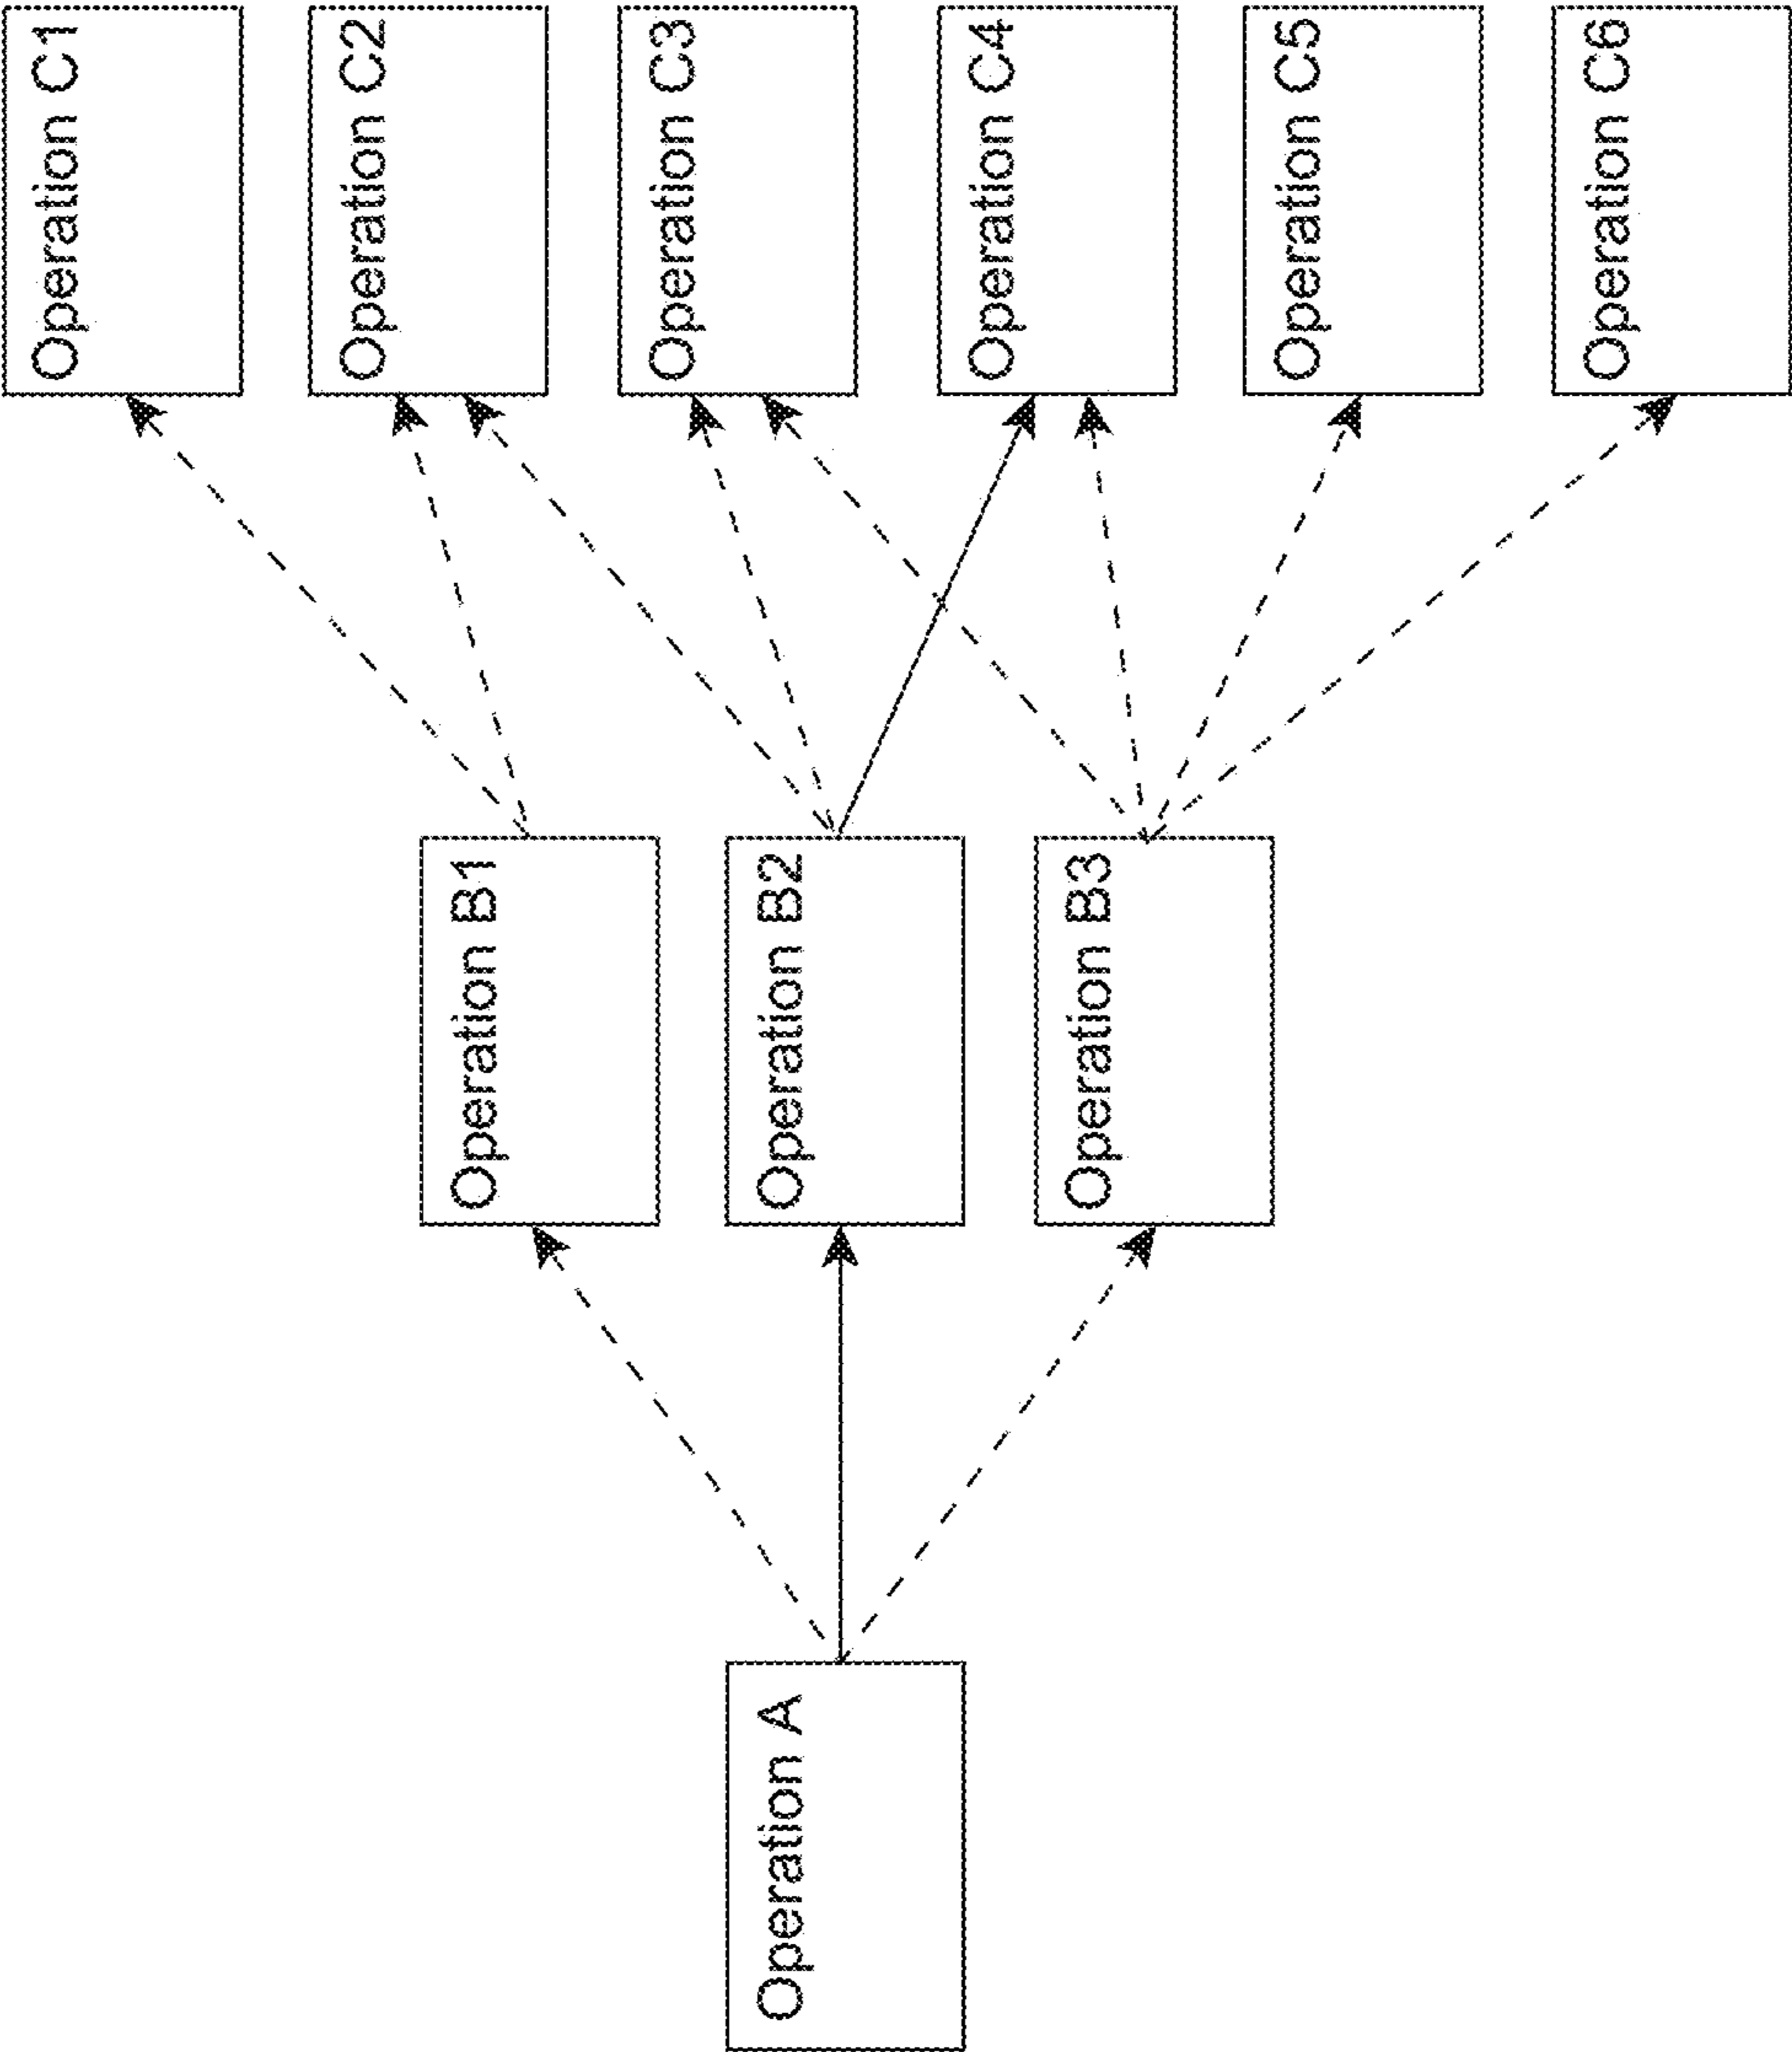 Operation A
Operation B1
Operation B2
Operation B3
Operation C1
Operation C2
Operation C3
Operation C4
Operation C5
Operation C6